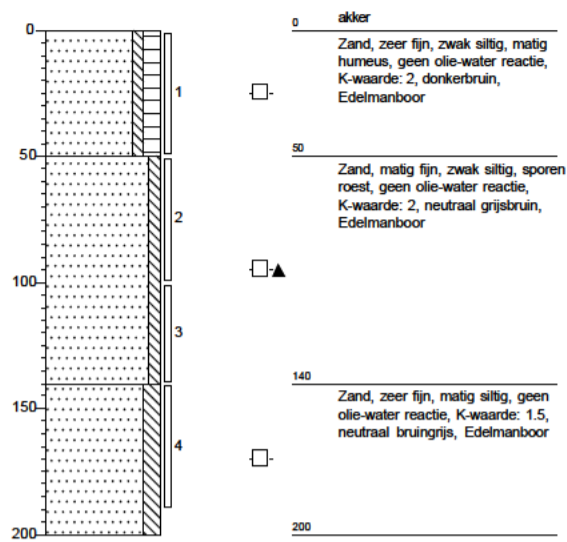 0
50
100
150
200
1
2
3
4
0
akker
Zand, zeer fijn, zwak siltig, matig
humeus, geen olie-water reactie,
K-waarde: 2, donkerbruin,
Edelmanboor
50
Zand, matig fijn, zwak siltig, sporen
roest, geen olie-water reactie,
K-waarde: 2, neutraal grijsbruin,
Edelmanboor
140
Zand, zeer fijn, matig siltig, geen
olie-water reactie, K-waarde: 1.5,
neutraal bruingrijs, Edelmanboor
200